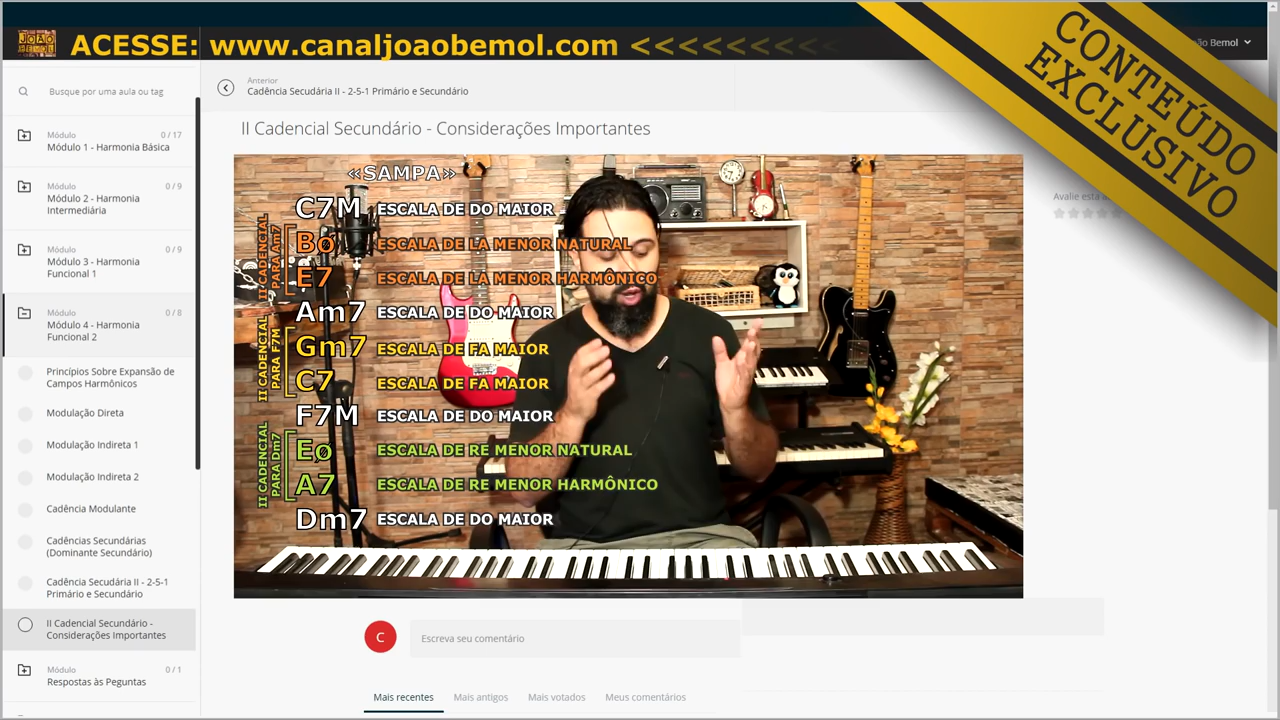 JOÃO
BEMOL
ACESSE: www.canaljoaobemol.com <<<<<<<<<
Bemol
CONTEÚDO
EXCLUSIVO
Busque por uma aula ou tag
Anterior
Cadência Secudária II - 2-5-1 Primário e Secundário
II Cadencial Secundário - Considerações Importantes
Módulo 0 / 17
Módulo 1 - Harmonia Básica
Módulo 0 / 9
Módulo 2 - Harmonia
Intermediária
Módulo 0 / 9
Módulo 3 - Harmonia
Funcional 1
Módulo 0 / 8
Módulo 4 - Harmonia
Funcional 2
Princípios Sobre Expansão de
Campos Harmônicos
Modulação Direta
Modulação Indireta 1
Modulação Indireta 2
Cadência Modulante
Cadências Secundárias
(Dominante Secundário)
Cadência Secudária II - 2-5-1
Primário e Secundário
II Cadencial Secundário -
Considerações Importantes
Módulo 0 / 1
Respostas às Peguntas
«SAMPA»
C7M ESCALA DE DO MAIOR
II CADENCIAL
PARA Am7
Bø ESCALA DE LA MENOR NATURAL
E7 ESCALA DE LA MENOR HARMÔNICO
Am7 ESCALA DE DO MAIOR
II CADENCIAL
PARA F7M
Gm7 ESCALA DE FA MAIOR
C7 ESCALA DE FA MAIOR
F7M ESCALA DE DO MAIOR
II CADENCIAL
PARA Dm7
Eø ESCALA DE RE MENOR NATURAL
A7 ESCALA DE RE MENOR HARMÔNICO
Dm7 ESCALA DE DO MAIOR
Avalie esta
C
Escreva seu comentário
Mais recentes Mais antigos Mais votados Meus comentários